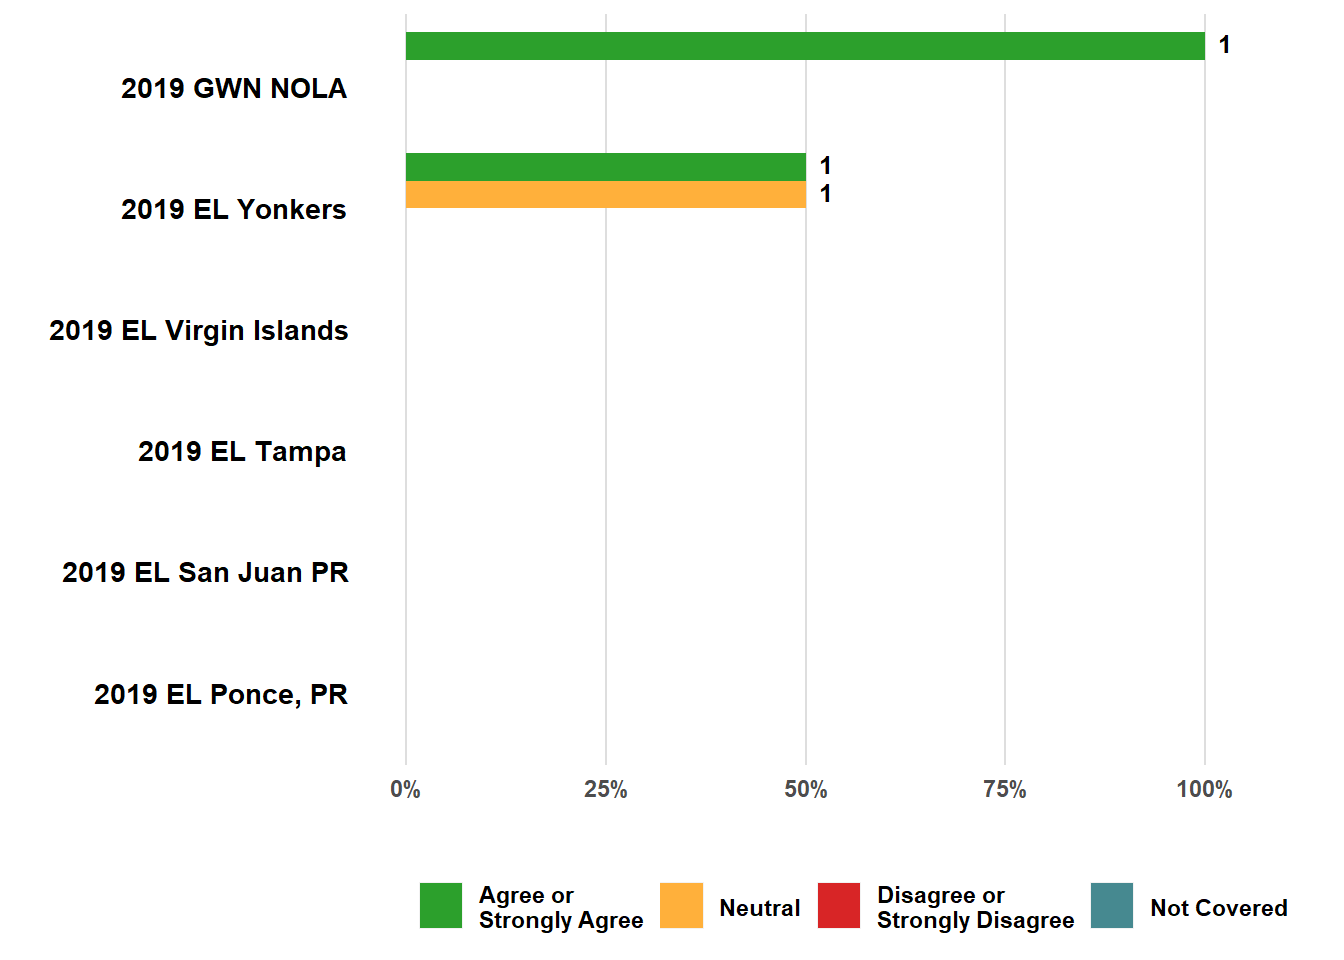 1
2019 GWN NOLA
1
1
2019 EL Yonkers
2019 EL Virgin Islands
2019 EL Tampa
2019 EL San Juan PR
2019 EL Ponce, PR
0% 25% 50% 75% 100%
Agree or
Strongly Agree
Neutral
Disagree or
Strongly Disagree
Not Covered